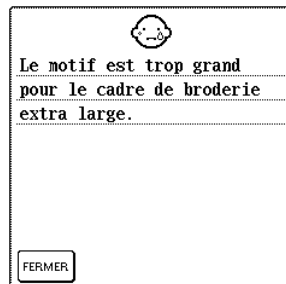 Le motif est trop grand
pour le cadre de broderie
extra large.
FERMER